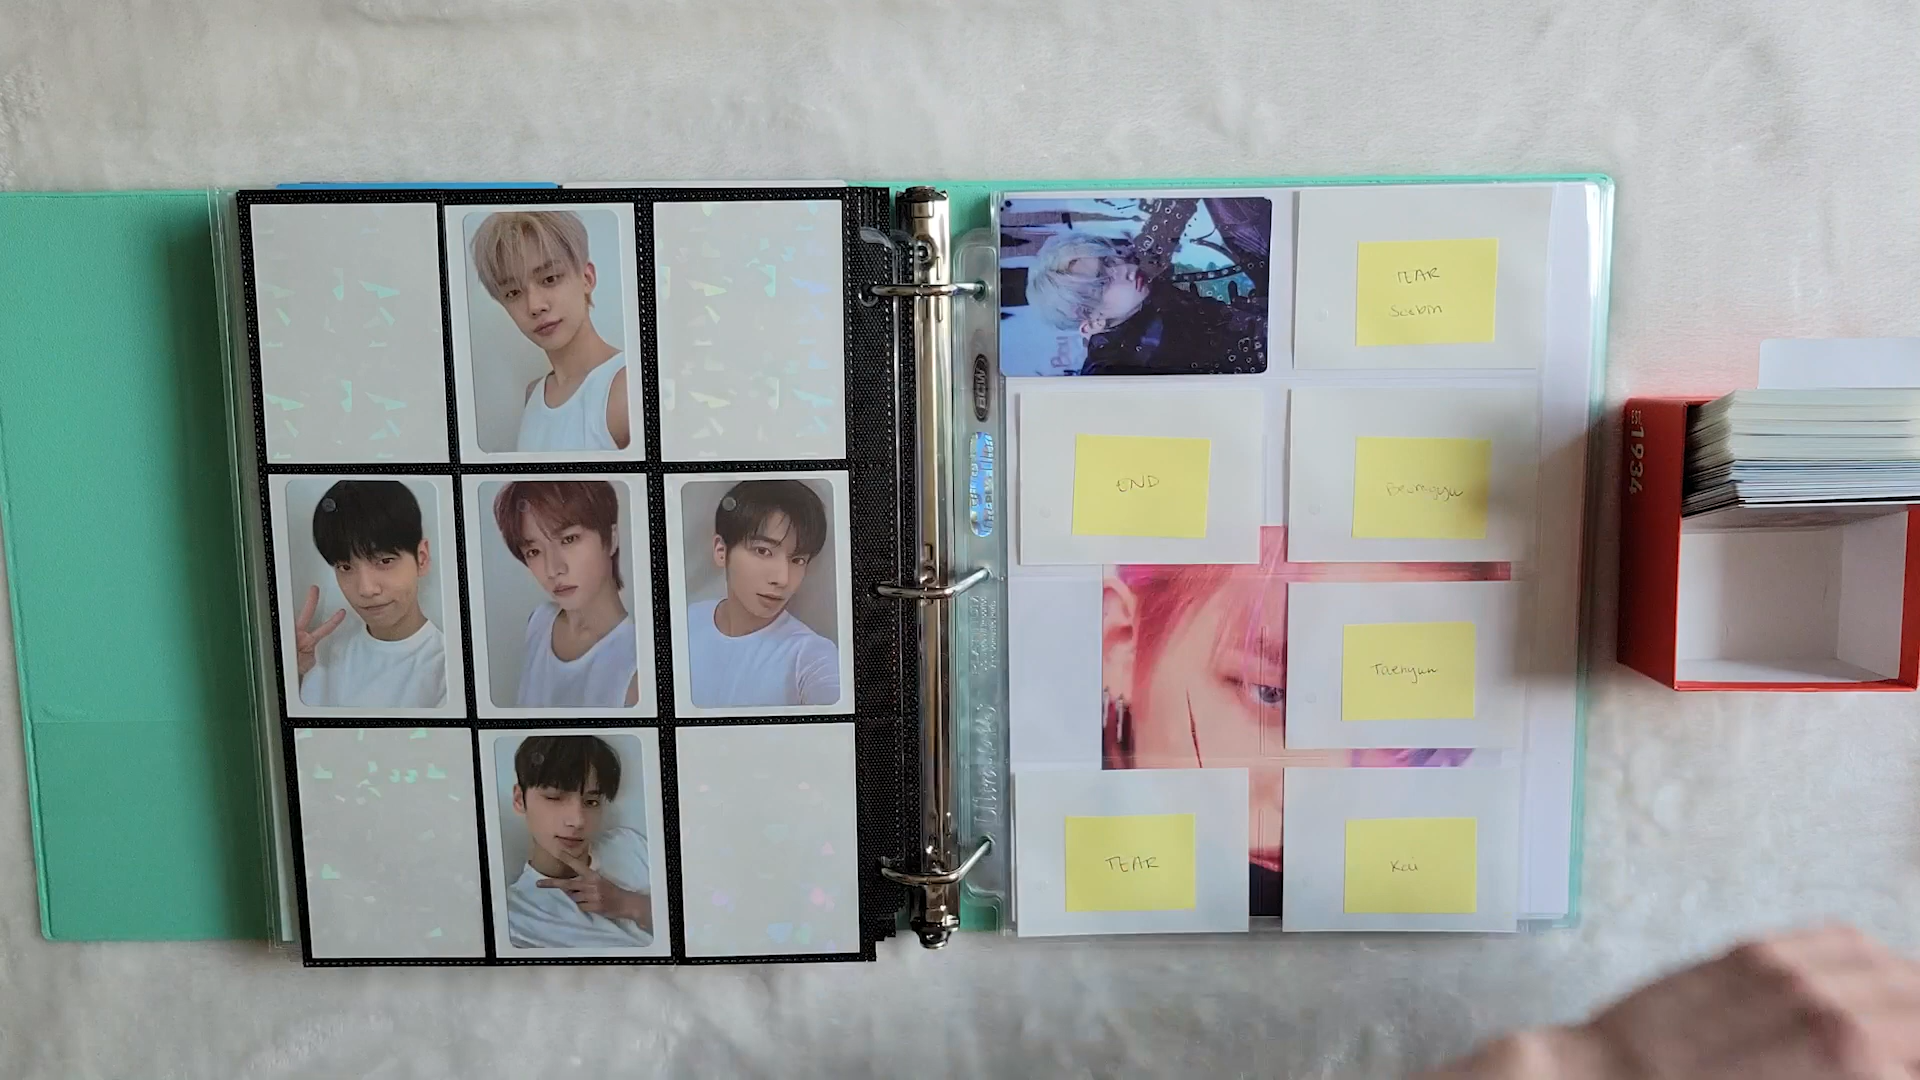 TEAR
Soobin
END
Beomgyu
Taehyun
TEAR
Kai
1934